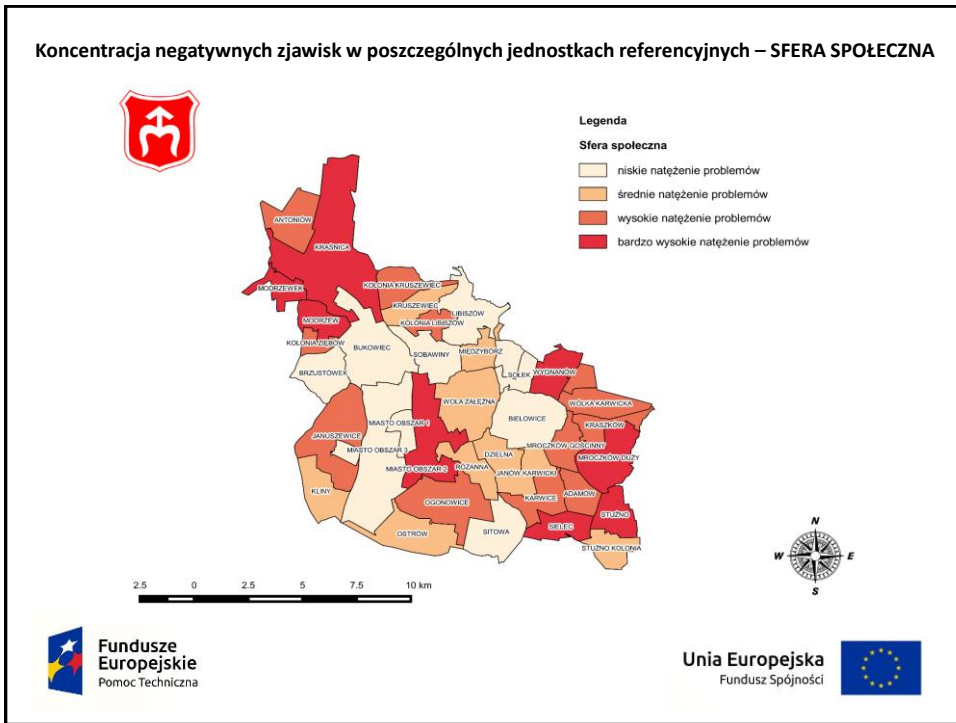 Koncentracja negatywnych zjawisk w poszczególnych jednostkach referencyjnych – SFERA SPOŁECZNA
Legenda
Sfera społeczna
niskie natężenie problemów
średnie natężenie problemów
wysokie natężenie problemów
bardzo wysokie natężenie problemów
ANTONIÓW
KRAŚNICA
MODRZEWEK
KOLONIA KRUSZEWIEC
KRUSZEWIEC
LIBISZÓW
MODRZEW
KOLONIA LIBISZÓW
KOLONIA ZIĘBÓW
BUKOWIEC
SOBAWINY
MIĘDZYBÓRZ
BRZUSTÓWEK
SOŁEK
WYGNANÓW
WOLA ZAŁĘŻNA
WÓLKA KARWICKA
BIELOWICE
MIASTO OBSZAR 1
KRASZKÓW
JANUSZEWICE
MROCZKÓW GOŚCINNY
MIASTO OBSZAR 3
DZIELNA
MROCZKÓW DUŻY
MIASTO OBSZAR 2
RÓŻANNA
JANÓW KARWICKI
KLINY
OGONOWICE
KARWICE
ADAMÓW
STUŻNO
SIELEC
OSTRÓW
SITOWA
STUŻNO KOLONIA
N
W E
S
2.5 0 2.5 5 7.5 10 km
Fundusze
Europejskie
Pomoc Techniczna
Unia Europejska
Fundusz Spójności